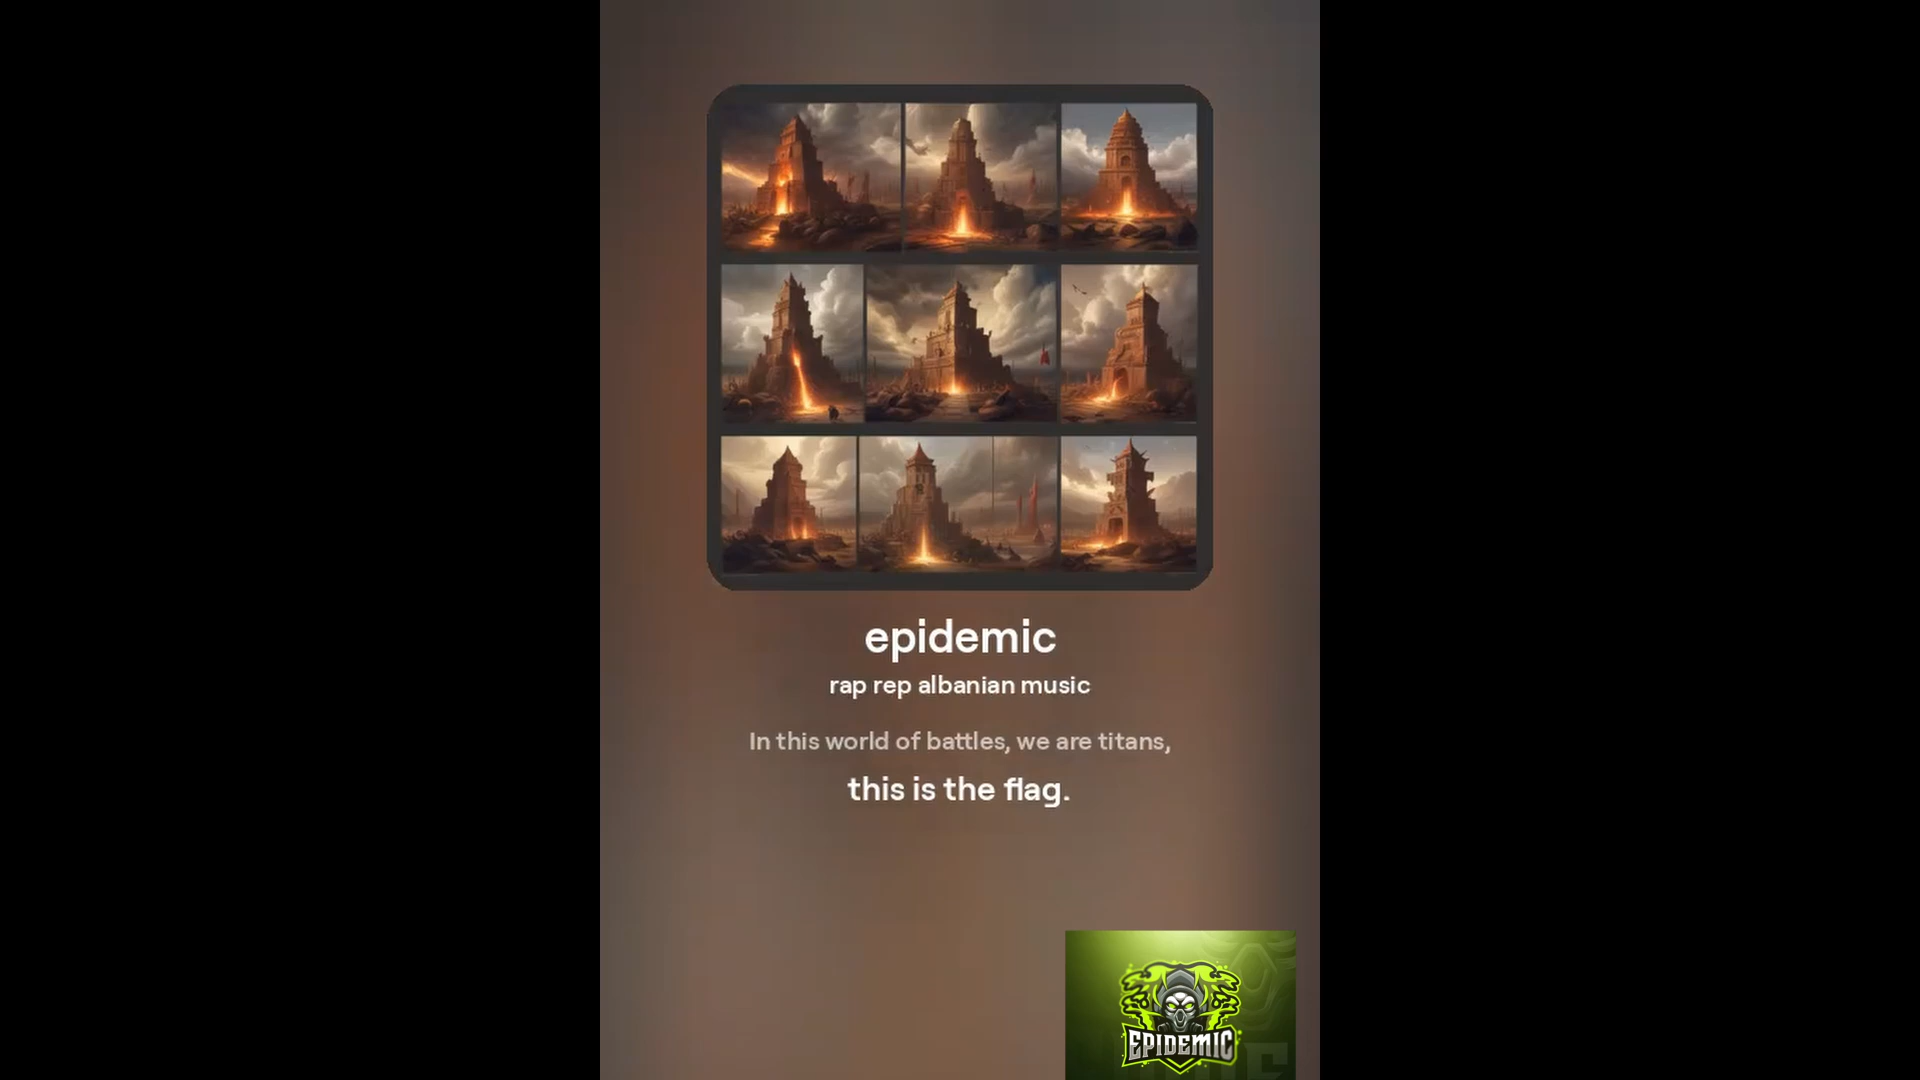 epidemic
rap rep albanian music
In this world of battles, we are titans,
this is the flag.
EPIDEMIC